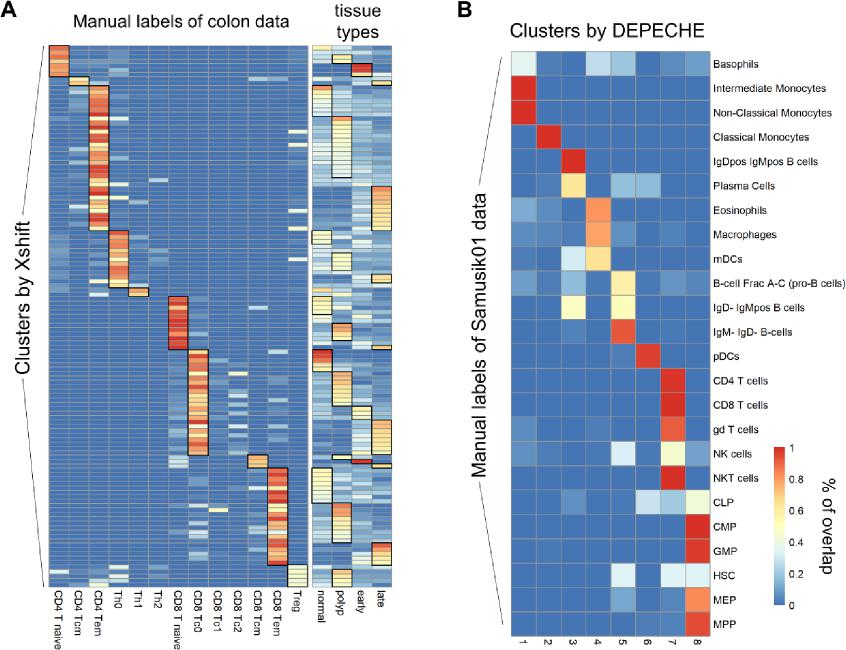 A
Manual labels of colon data
tissue
types
Clusters by Xshift
CD4 T naive
CD4 Tcm
CD4 Tem
Th0
Th1
Th2
CD8 T naive
CD8 Tc0
CD8 Tc1
CD8 Tc2
CD8 Tcm
CD8 Tem
Treg
normal
polyp
early
late
B
Clusters by DEPECHE
Manual labels of Samusik01 data
Basophils
Intermediate Monocytes
Non-Classical Monocytes
Classical Monocytes
IgDpos IgMpos B cells
Plasma Cells
Eosinophils
Macrophages
mDCs
B-cell Frac A-C (pro-B cells)
IgD- IgMpos B cells
IgM- IgD- B-cells
pDCs
CD4 T cells
CD8 T cells
gd T cells
NK cells
NKT cells
CLP
CMP
GMP
HSC
MEP
MPP
1
2
3
4
5
6
7
8
1
0.8
0.6
0.4
0.2
0
% of overlap